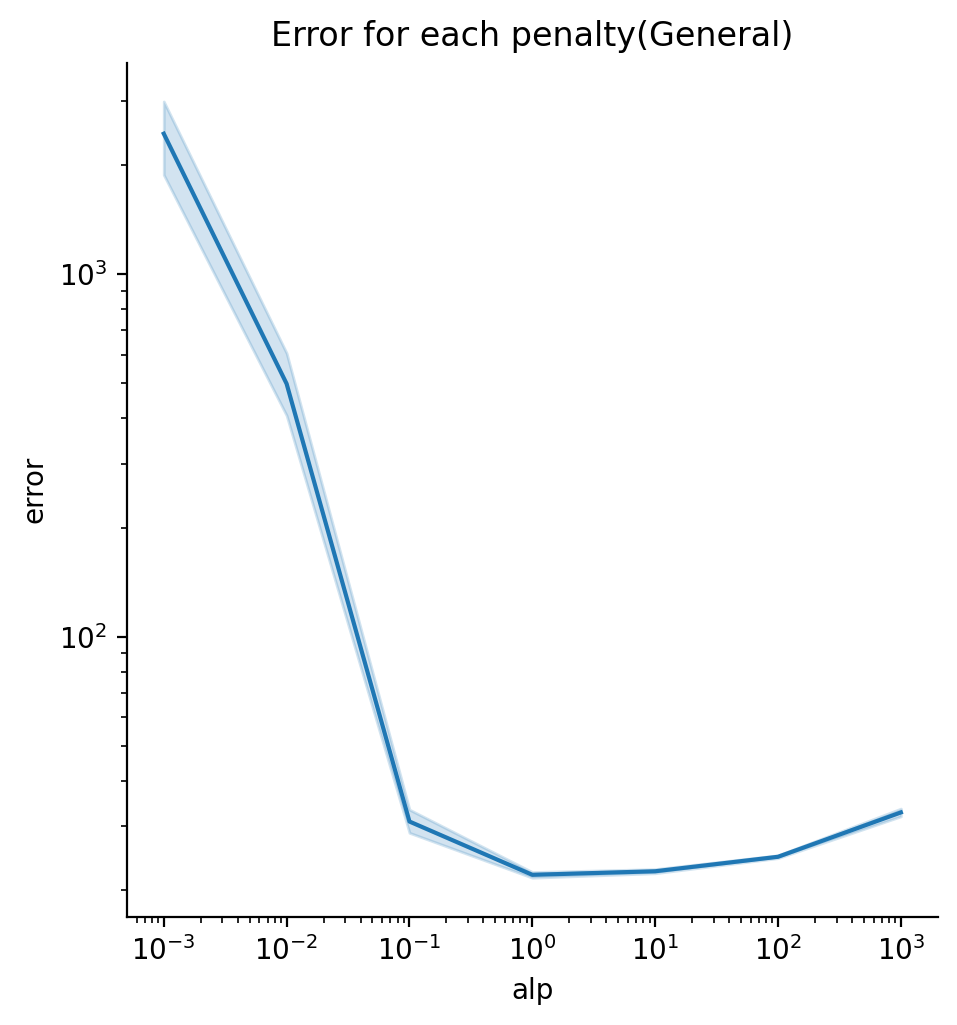 Error for each penalty(General)
error
10³
10²
10⁻³ 10⁻² 10⁻¹ 10⁰ 10¹ 10² 10³
alp